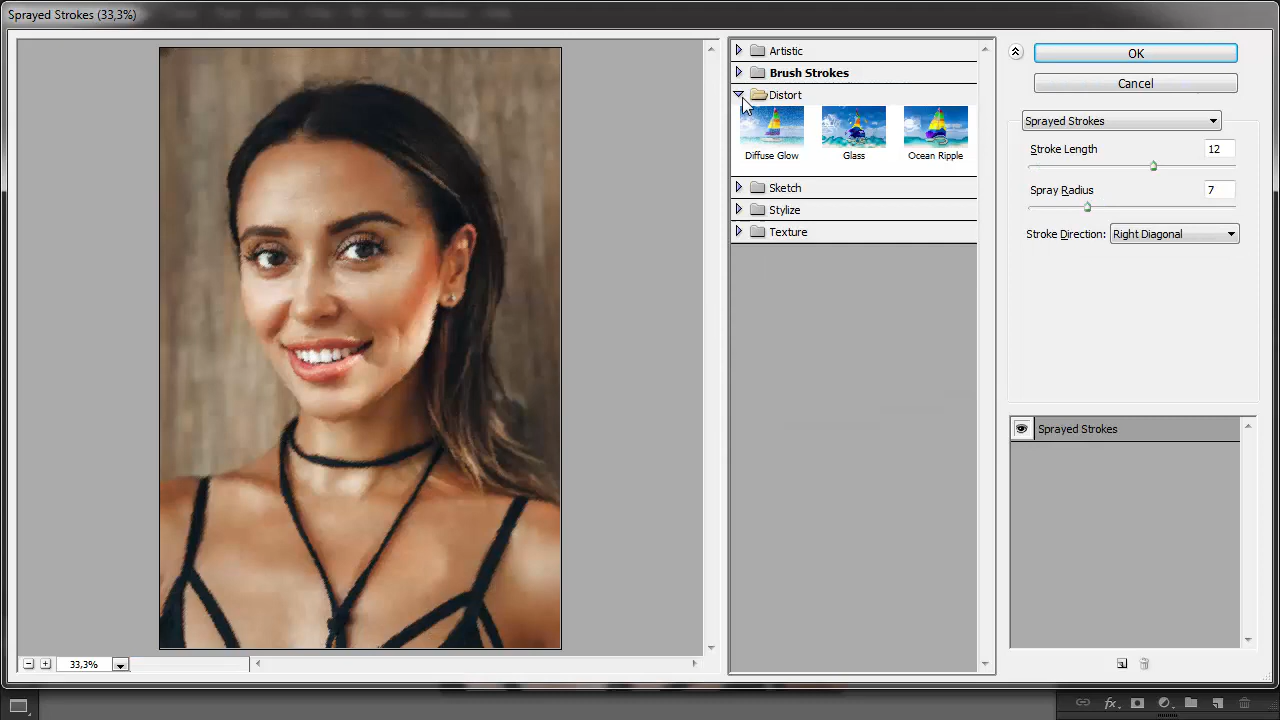 Sprayed Strokes (33,3%)
Artistic
Brush Strokes
Distort
Diffuse Glow
Glass
Ocean Ripple
Sketch
Stylize
Texture
OK
Cancel
Sprayed Strokes
Stroke Length 12
Spray Radius 7
Stroke Direction: Right Diagonal
Sprayed Strokes
33,3%
fx